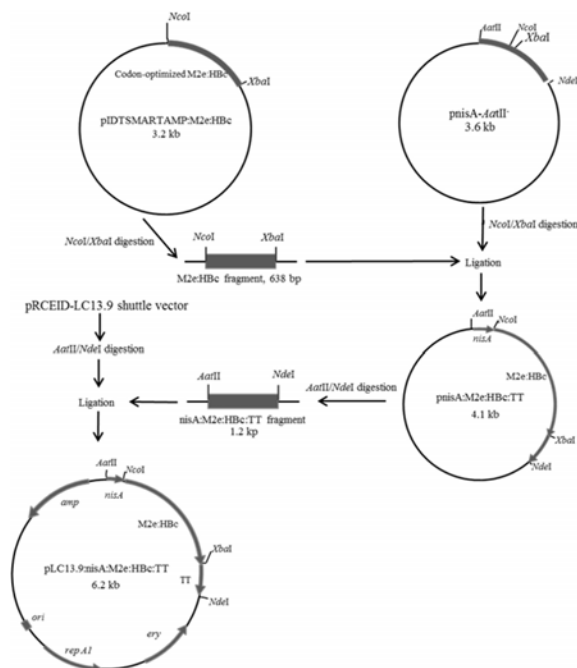 NcoI
Codon-optimized M2e:HBc
XbaI
pIDTSMARTAMP:M2e:HBc
3.2 kb
AatII
NcoI
XbaI
NdeI
pnisA-AatII-
3.6 kb
NcoI/XbaI digestion
NcoI
XbaI
M2e:HBc fragment, 638 bp
NcoI/XbaI digestion
Ligation
pRCEID-LC13.9 shuttle vector
AatII/NdeI digestion
Ligation
AatII
NdeI
nisA:M2e:HBc:TT fragment
1.2 kp
AatII/NdeI digestion
AatII
NcoI
nisA
M2e:HBc
pnisA:M2e:HBc:TT
4.1 kb
XbaI
NdeI
AatII
NcoI
nisA
amp
M2e:HBc
XbaI
pLC13.9:nisA:M2e:HBc:TT
6.2 kb
TT
NdeI
ori
repA1
ery